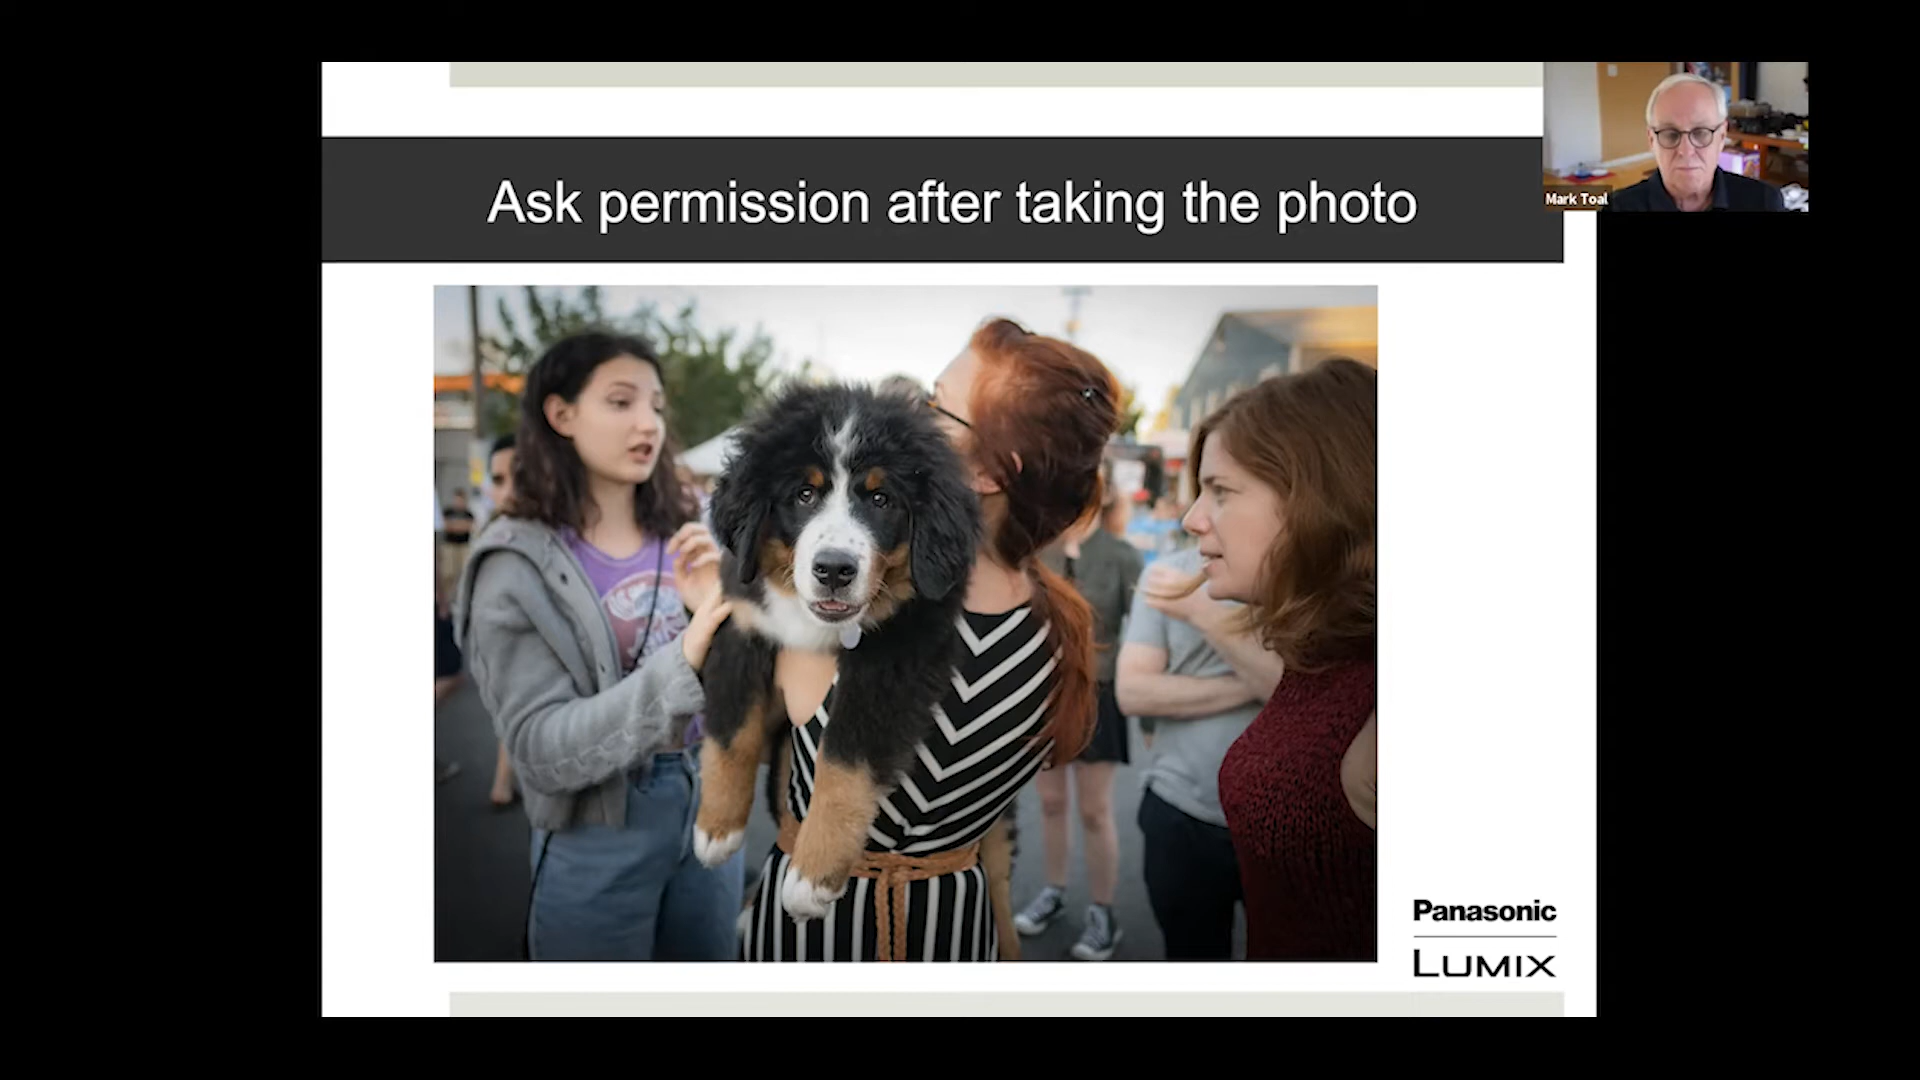 Ask permission after taking the photo
Mark Toal
Panasonic
LUMIX